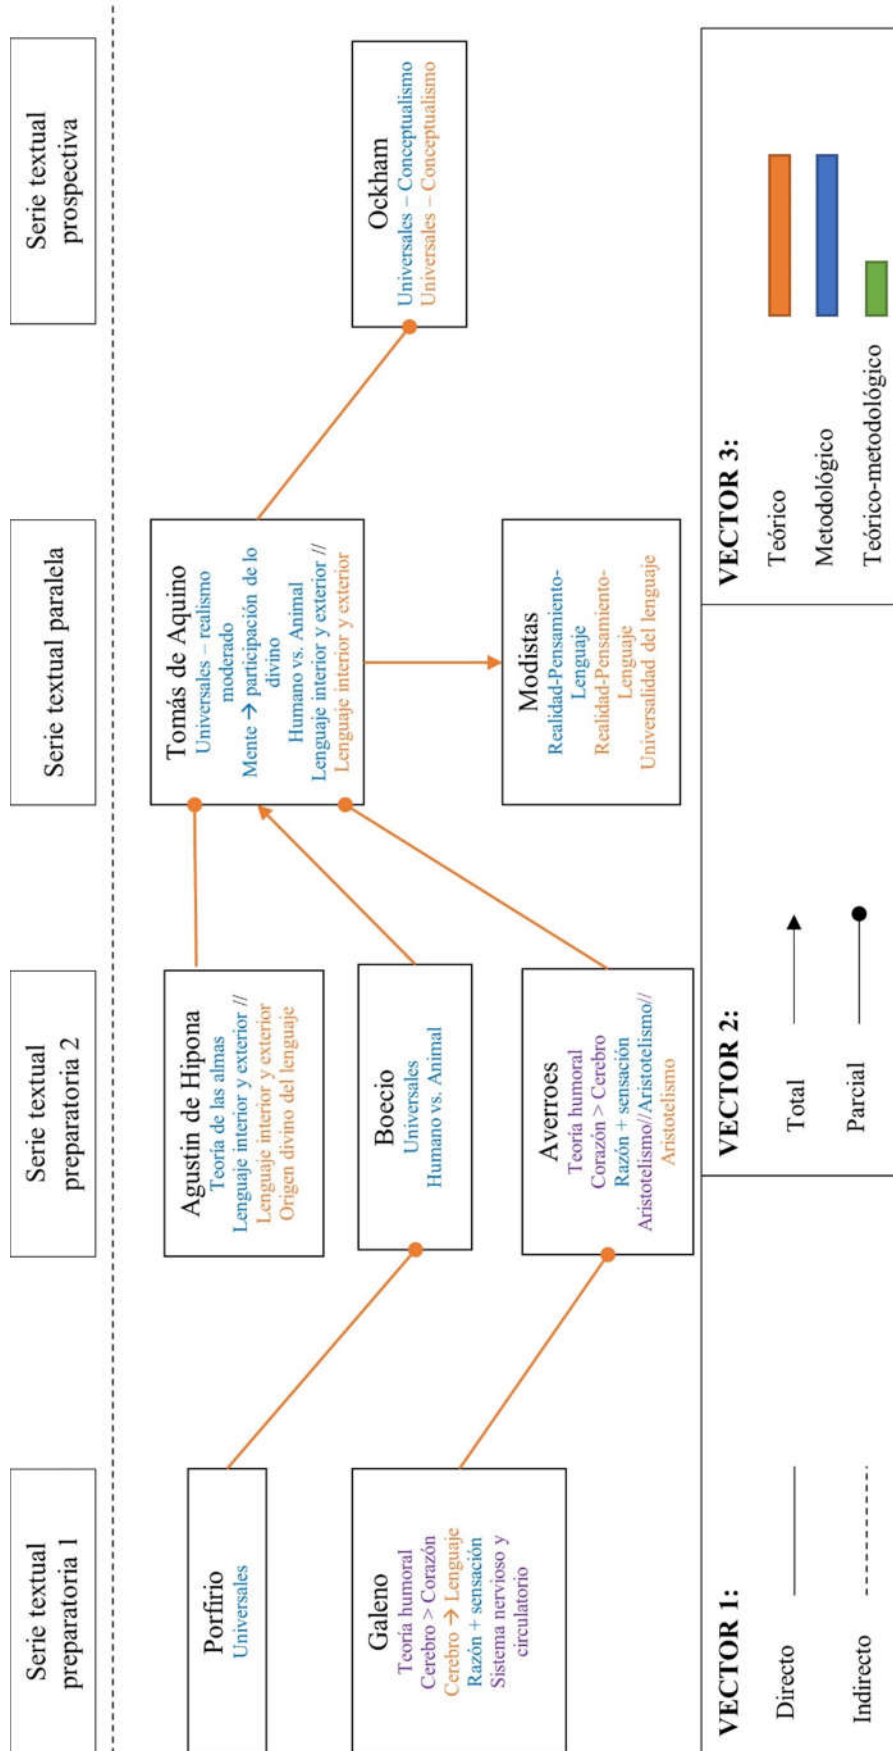 Serie textual
preparatoria 1
Serie textual
preparatoria 2
Serie textual paralela
Serie textual
prospectiva
Porfirio
Universales
Galeno
Teoría humoral
Cerebro > Corazón
Cerebro → Lenguaje
Razón + sensación
Sistema nervioso y
circulatorio
Agustín de Hipona
Teoría de las almas
Lenguaje interior y exterior //
Lenguaje interior y exterior
Origen divino del lenguaje
Boecio
Universales
Humano vs. Animal
Averroes
Teoría humoral
Corazón > Cerebro
Razón + sensación
Aristotelismo//Aristotelismo//
Aristotelismo
Tomás de Aquino
Universales – realismo
moderado
Mente → participación de lo
divino
Humano vs. Animal
Lenguaje interior y exterior //
Lenguaje interior y exterior
Modistas
Realidad-Pensamiento-
Lenguaje
Realidad-Pensamiento-
Lenguaje
Universalidad del lenguaje
Ockham
Universales – Conceptualismo
Universales – Conceptualismo
VECTOR 1:
Directo
Indirecto
VECTOR 2:
Total
Parcial
VECTOR 3:
Teórico
Metodológico
Teórico-metodológico